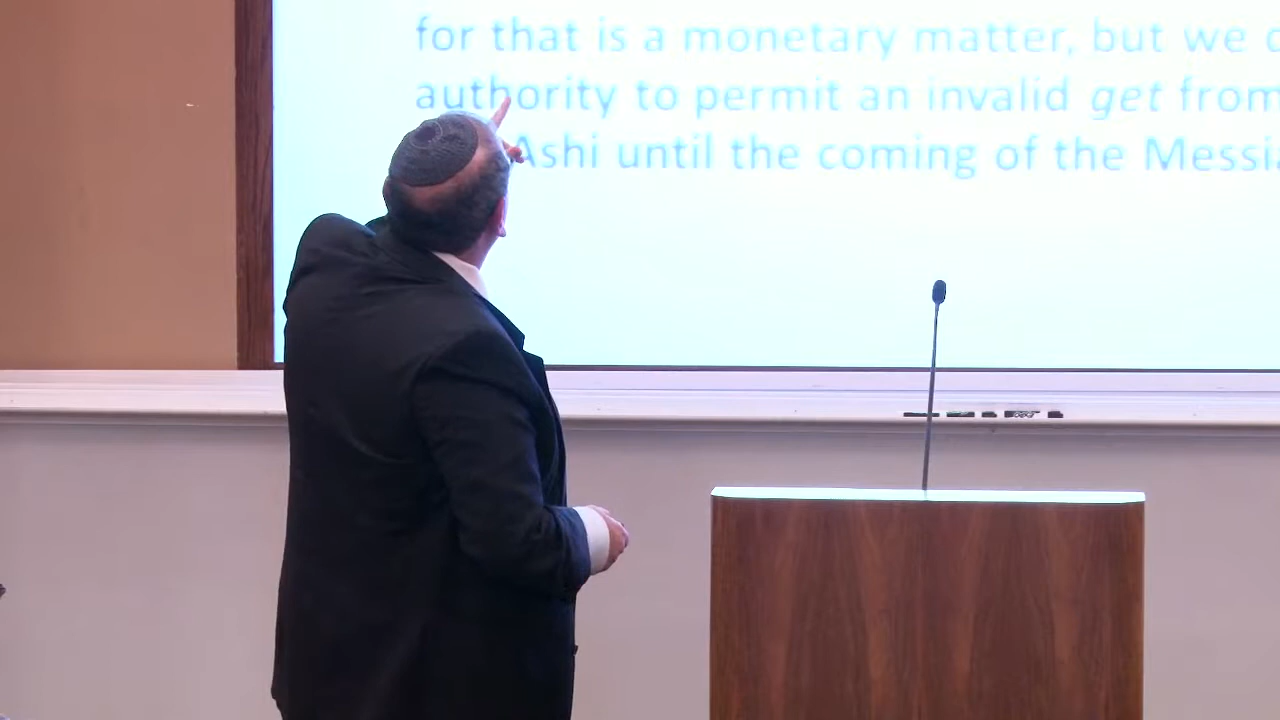 for that is a monetary matter, but we
authority to permit an invalid get from
Ashi until the coming of the